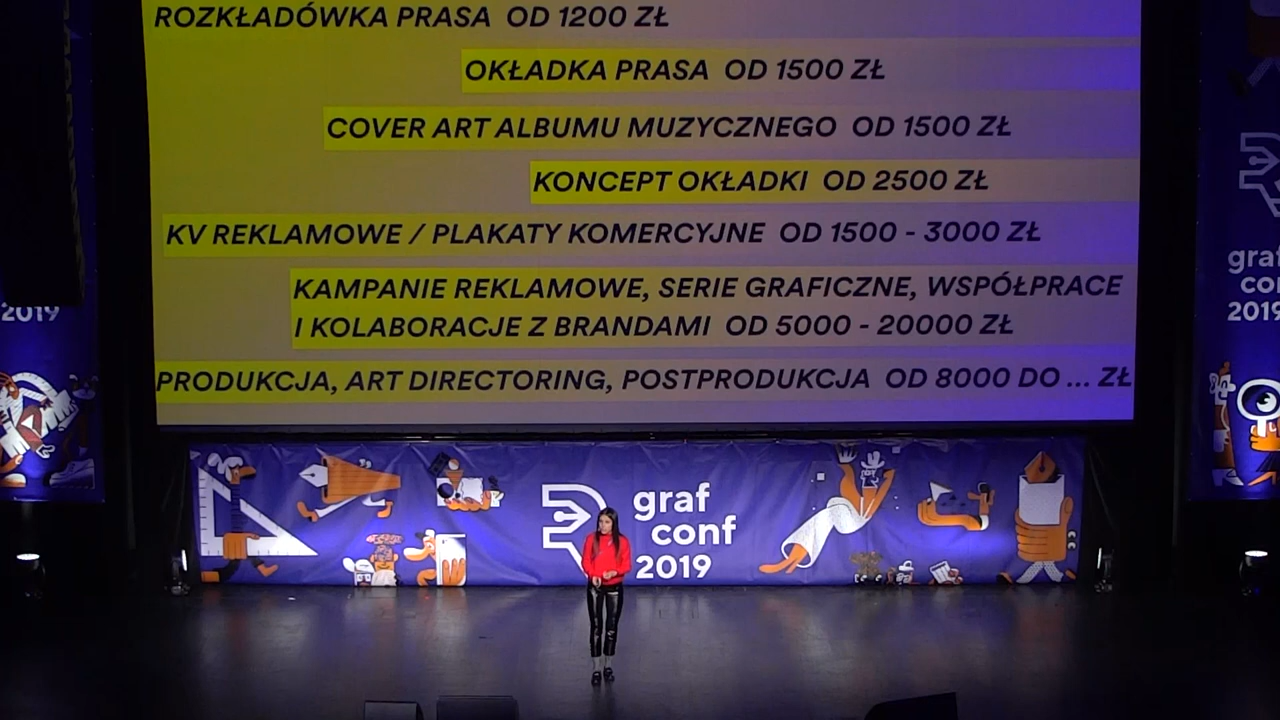 ROZKŁADÓWKA PRASA OD 1200 ZŁ
OKŁADKA PRASA OD 1500 ZŁ
COVER ART ALBUMU MUZYCZNEGO OD 1500 ZŁ
KONCEPT OKŁADKI OD 2500 ZŁ
KV REKLAMOWE / PLAKATY KOMERCYJNE OD 1500 - 3000 ZŁ
KAMPANIE REKLAMOWE, SERIE GRAFICZNE, WSPÓŁPRACE
I KOLABORACJE Z BRANDAMI OD 5000 - 20000 ZŁ
PRODUKCJA, ART DIRECTORING, POSTPRODUKCJA OD 8000 DO ... ZŁ
2019
graf
conf
2019
graf
conf
2019